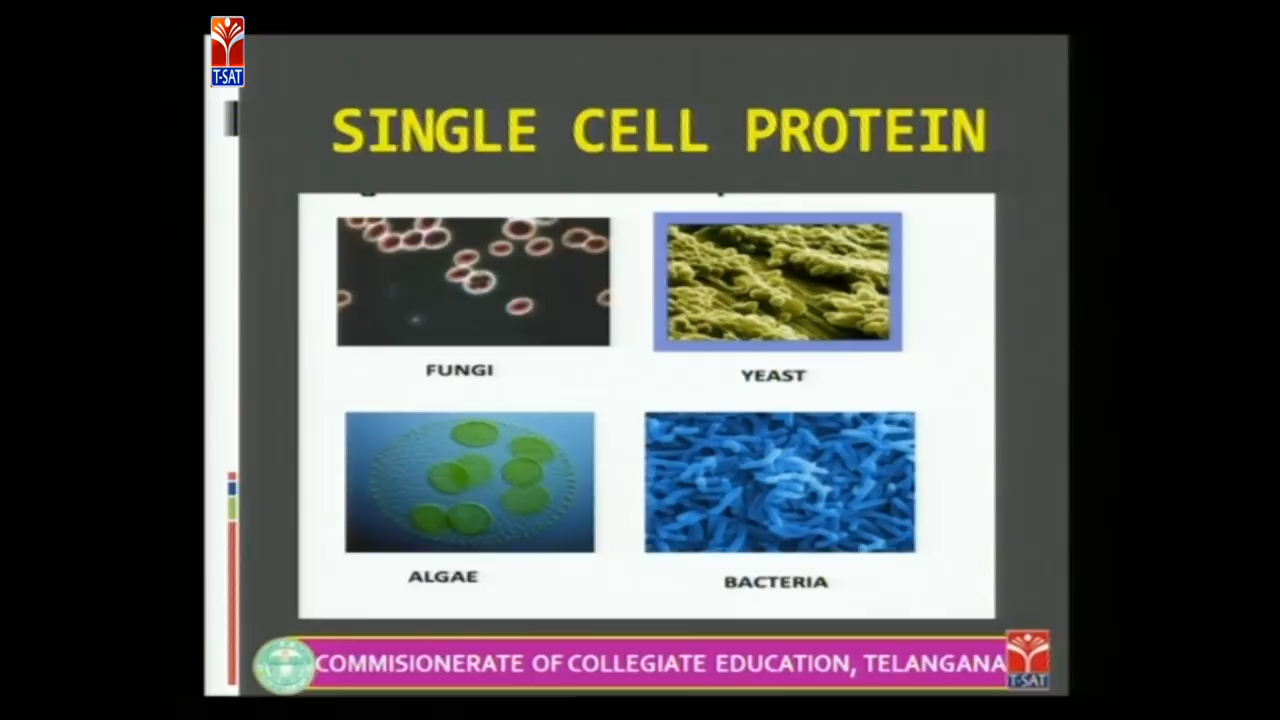 T-SAT
SINGLE CELL PROTEIN
FUNGI
YEAST
ALGAE
BACTERIA
COMMISIONERATE OF COLLEGIATE EDUCATION, TELANGANA
T-SAT